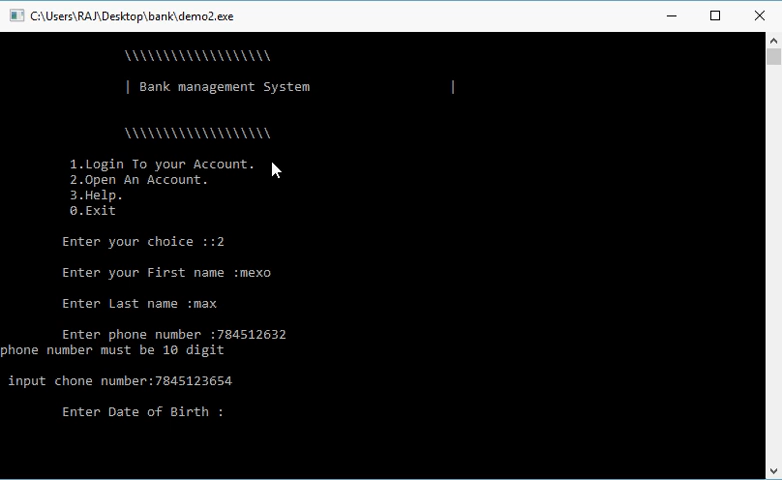 C:\Users\RAJ\Desktop\bank\demo2.exe
\\\\\\\\\\\\\\\\\\\
| Bank management System |
\\\\\\\\\\\\\\\\\\\
1.Login To your Account.
2.Open An Account.
3.Help.
0.Exit
Enter your choice ::2
Enter your First name :mexo
Enter Last name :max
Enter phone number :784512632
phone number must be 10 digit
input chone number:7845123654
Enter Date of Birth :